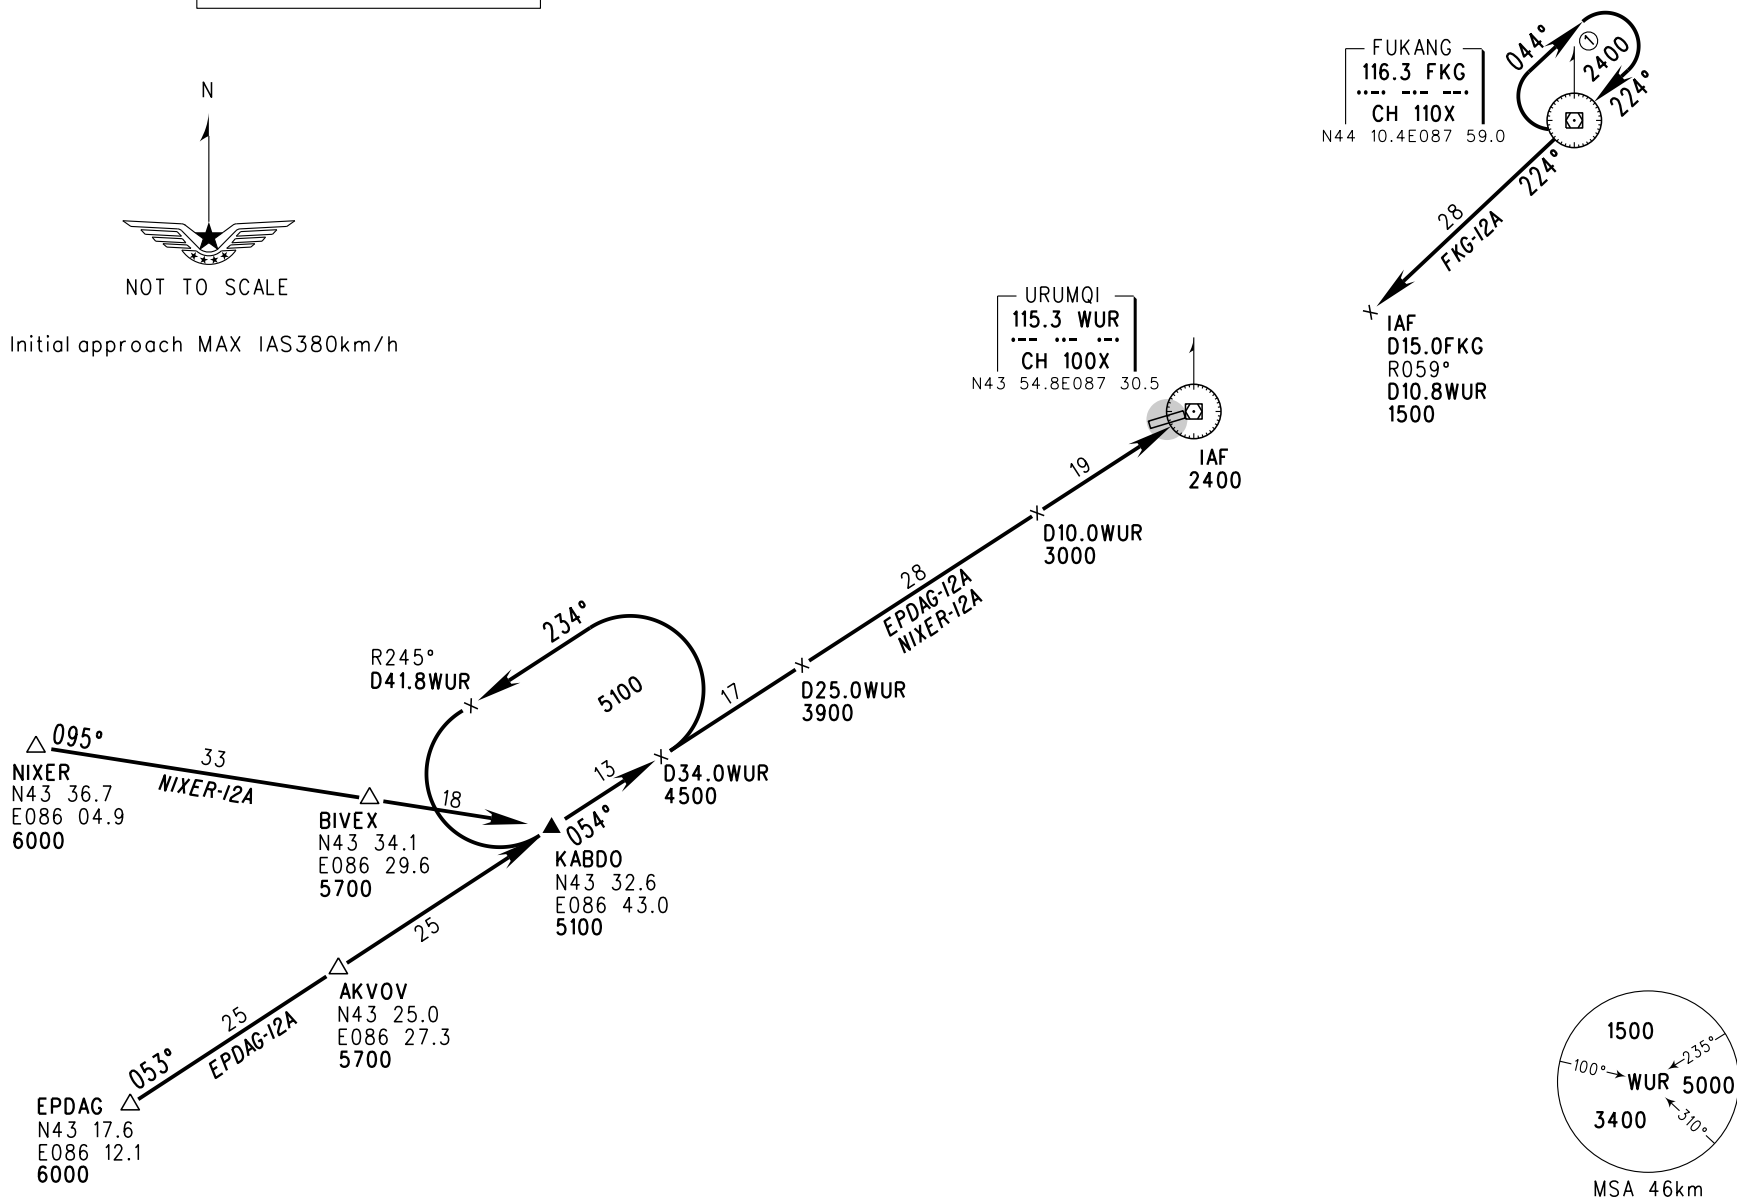 N
NOT TO SCALE
Initial approach MAX IAS380km/h
FUKANG
116.3 FKG
CH 110X
N44 10.4E087 59.0
044°
①
2400
224°
224°
28
FKG-12A
IAF
D15.0FKG
R059°
D10.8WUR
1500
URUMQI
115.3 WUR
CH 100X
N43 54.8E087 30.5
IAF
2400
19
D10.0WUR
3000
28
EPDAG-12A
NIXER-12A
D25.0WUR
3900
17
234°
R245°
D41.8WUR
5100
D34.0WUR
4500
13
054°
KABDO
N43 32.6
E086 43.0
5100
095°
NIXER
N43 36.7
E086 04.9
6000
33
NIXER-12A
18
BIVEX
N43 34.1
E086 29.6
5700
25
AKVOV
N43 25.0
E086 27.3
5700
25
EPDAG-12A
053°
EPDAG
N43 17.6
E086 12.1
6000
1500
235°
100°
WUR
5000
3400
310°
MSA 46km